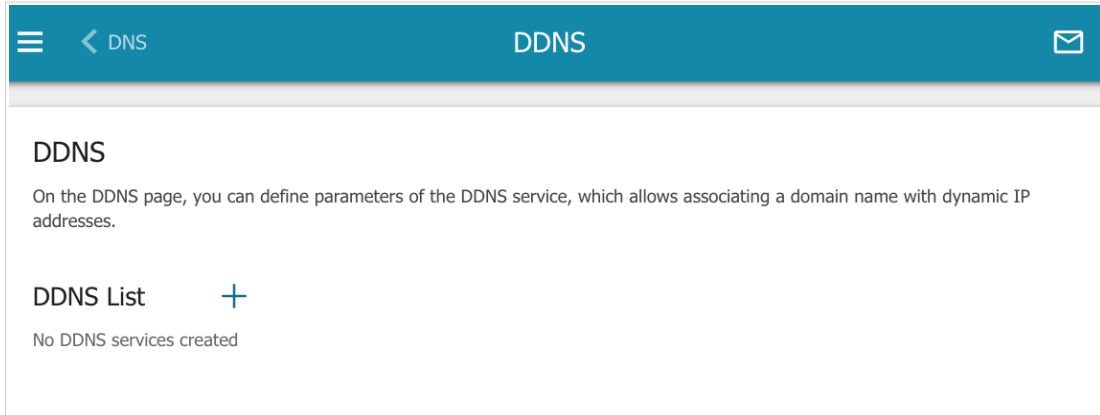 DNS
DDNS
DDNS
On the DDNS page, you can define parameters of the DDNS service, which allows associating a domain name with dynamic IP
addresses.
DDNS List
No DDNS services created